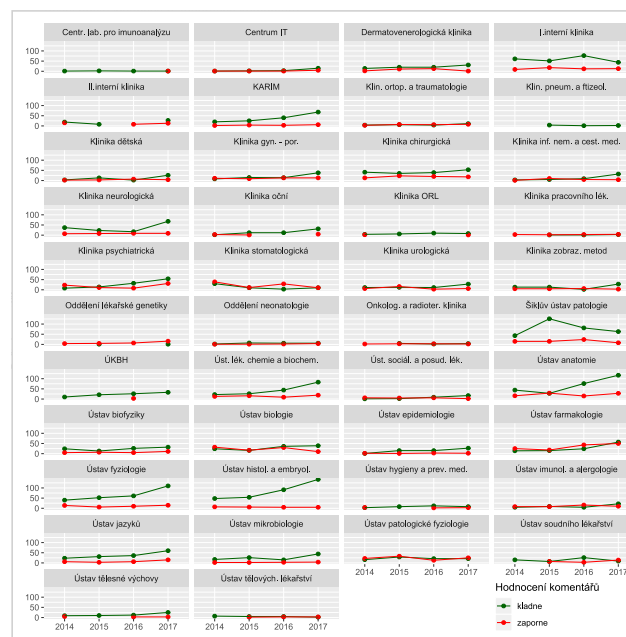 Centr. lab. pro imunoanalýzu
Centrum IT
Dermatovenerologická klinika
I.interní klinika
100
50
0
II.interní klinika
KARIM
Klin. ortop. a traumatologie
Klin. pneum. a ftizeol.
100
50
0
Klinika dětská
Klinika gyn. - por.
Klinika chirurgická
Klinika inf. nem. a cest. med.
100
50
0
Klinika neurologická
Klinika oční
Klinika ORL
Klinika pracovního lék.
100
50
0
Klinika psychiatrická
Klinika stomatologická
Klinika urologická
Klinika zobraz. metod
100
50
0
Oddělení lékařské genetiky
Oddělení neonatologie
Onkolog. a radioter. klinika
Šiklův ústav patologie
100
50
0
ÚKBH
Úst. lék. chemie a biochem.
Úst. sociál. a posud. lék.
Ústav anatomie
100
50
0
Ústav biofyziky
Ústav biologie
Ústav epidemiologie
Ústav farmakologie
100
50
0
Ústav fyziologie
Ústav histol. a embryol.
Ústav hygieny a prev. med.
Ústav imunol. a alergologie
100
50
0
Ústav jazyků
Ústav mikrobiologie
Ústav patologické fyziologie
Ústav soudního lékařství
100
50
0
2014 2015 2016 2017
2014 2015 2016 2017
Ústav tělesné výchovy
Ústav tělových. lékařství
100
50
0
2014 2015 2016 2017
2014 2015 2016 2017
Hodnocení komentářů
kladne
zaporne